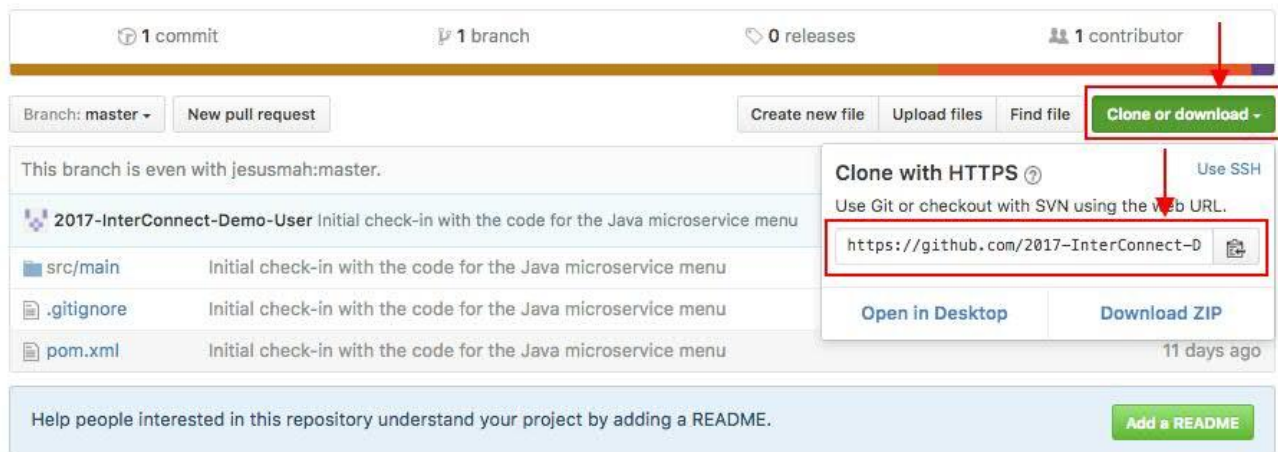 1 commit 1 branch 0 releases 1 contributor
Branch: master New pull request Create new file Upload files Find file Clone or download
This branch is even with jesusmah:master.
2017-InterConnect-Demo-User Initial check-in with the code for the Java microservice menu
src/main Initial check-in with the code for the Java microservice menu
.gitignore Initial check-in with the code for the Java microservice menu
pom.xml Initial check-in with the code for the Java microservice menu 11 days ago
Clone with HTTPS ? Use SSH
Use Git or checkout with SVN using the web URL.
https://github.com/2017-InterConnect-D
Open in Desktop Download ZIP
Help people interested in this repository understand your project by adding a README. Add a README